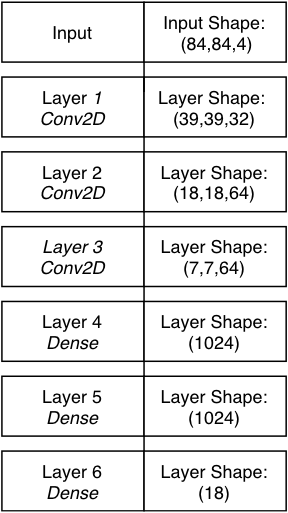 Input
Input Shape:
(84,84,4)
Layer 1
Conv2D
Layer Shape:
(39,39,32)
Layer 2
Conv2D
Layer Shape:
(18,18,64)
Layer 3
Conv2D
Layer Shape:
(7,7,64)
Layer 4
Dense
Layer Shape:
(1024)
Layer 5
Dense
Layer Shape:
(1024)
Layer 6
Dense
Layer Shape:
(18)